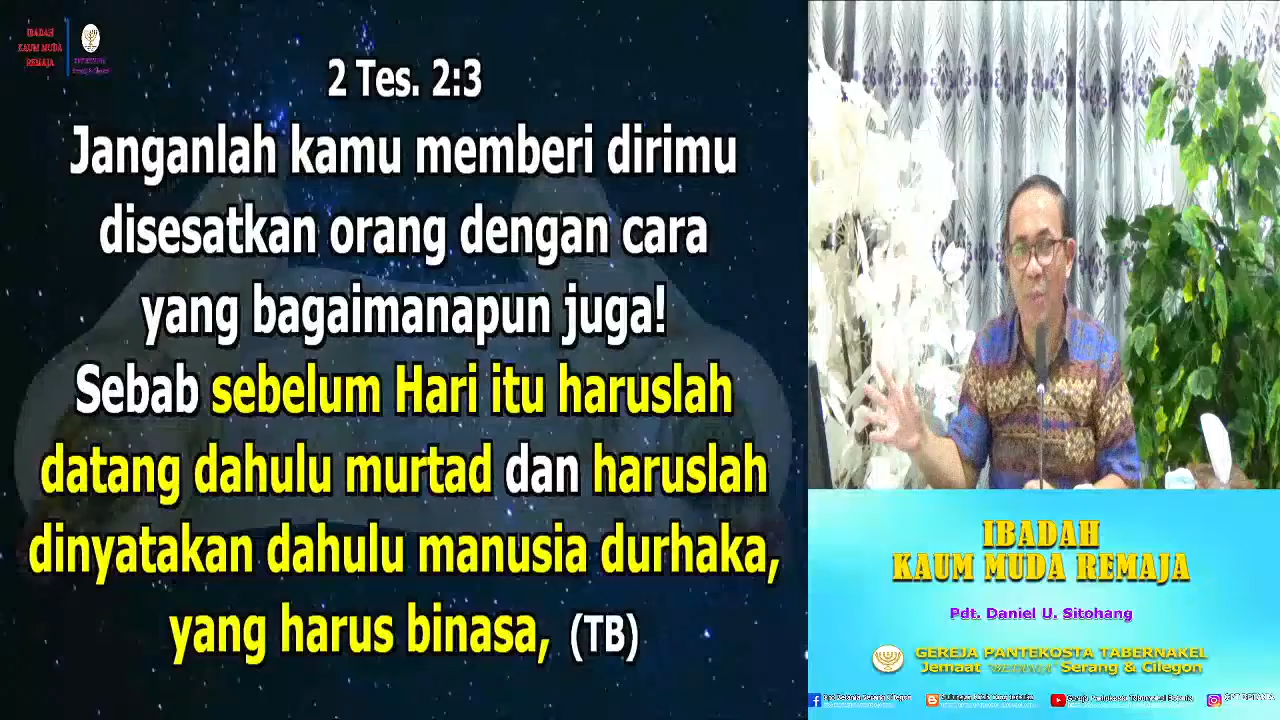 IBADAH
KAUM MUDA
REMAJA
2 Tes. 2:3
Janganlah kamu memberi dirimu
disesatkan orang dengan cara
yang bagaimanapun juga!
Sebab sebelum Hari itu haruslah
datang dahulu murtad dan haruslah
dinyatakan dahulu manusia durhaka,
yang harus binasa, (TB)
IBADAH
KAUM MUDA REMAJA
Pdt. Daniel U. Sitohang
GEREJA PANTEKOSTA TABERNAKEL
Jemaat "BETANIA" Serang & Cilegon